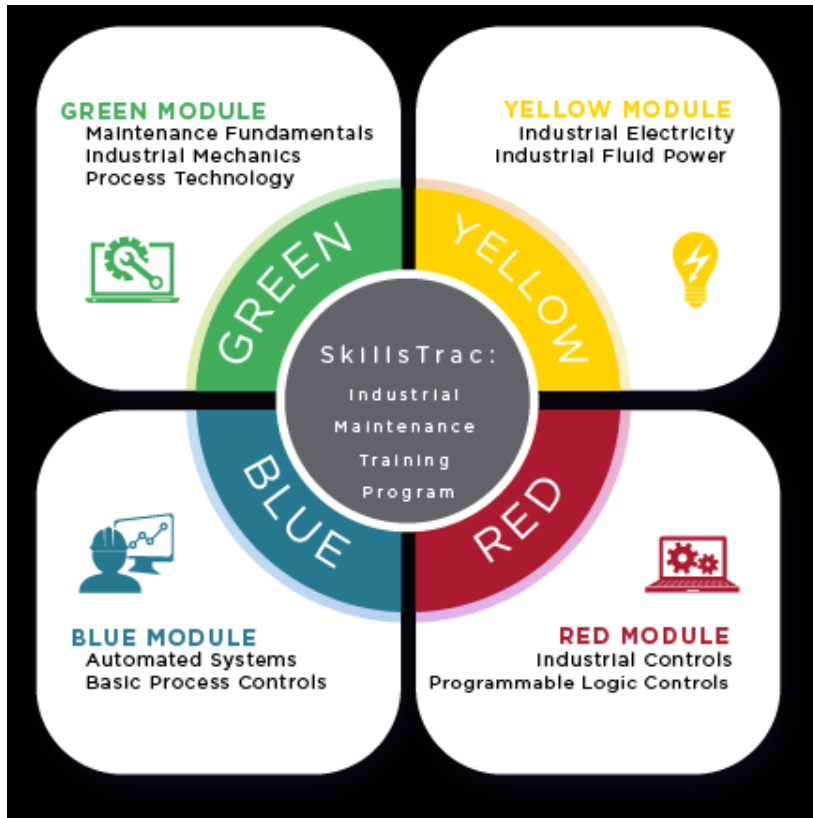 GREEN MODULE
Maintenance Fundamentals
Industrial Mechanics
Process Technology
YELLOW MODULE
Industrial Electricity
Industrial Fluid Power
GREEN
YELLOW
SkillsTrac:
Industrial
Maintenance
Training
Program
BLUE
RED
BLUE MODULE
Automated Systems
Basic Process Controls
RED MODULE
Industrial Controls
Programmable Logic Controls